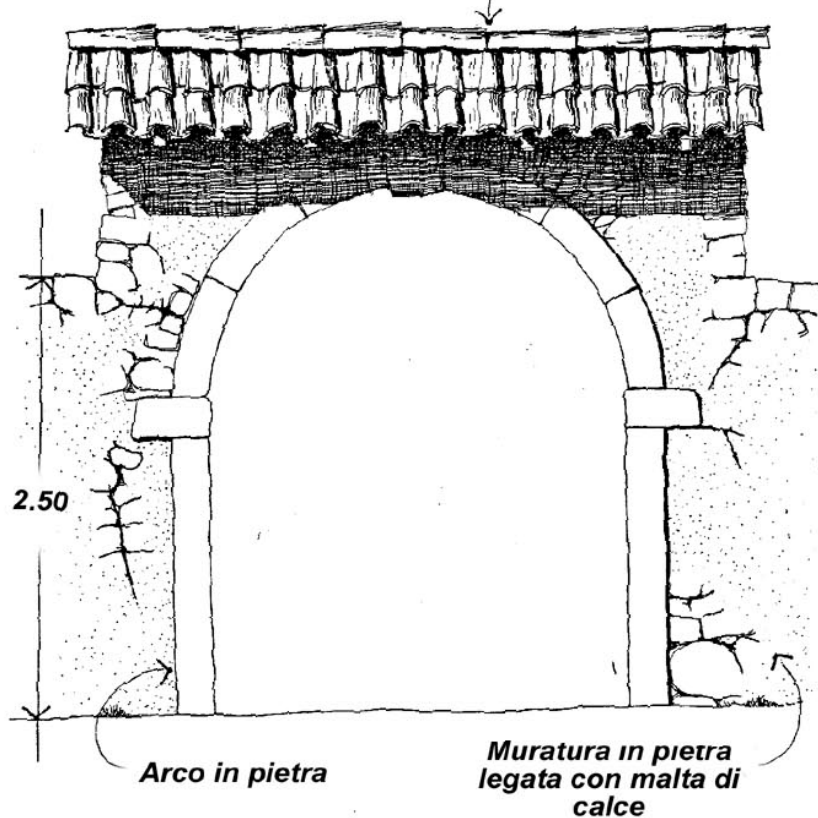 2.50
Arco in pietra
Muratura in pietra
legata con malta di
calce